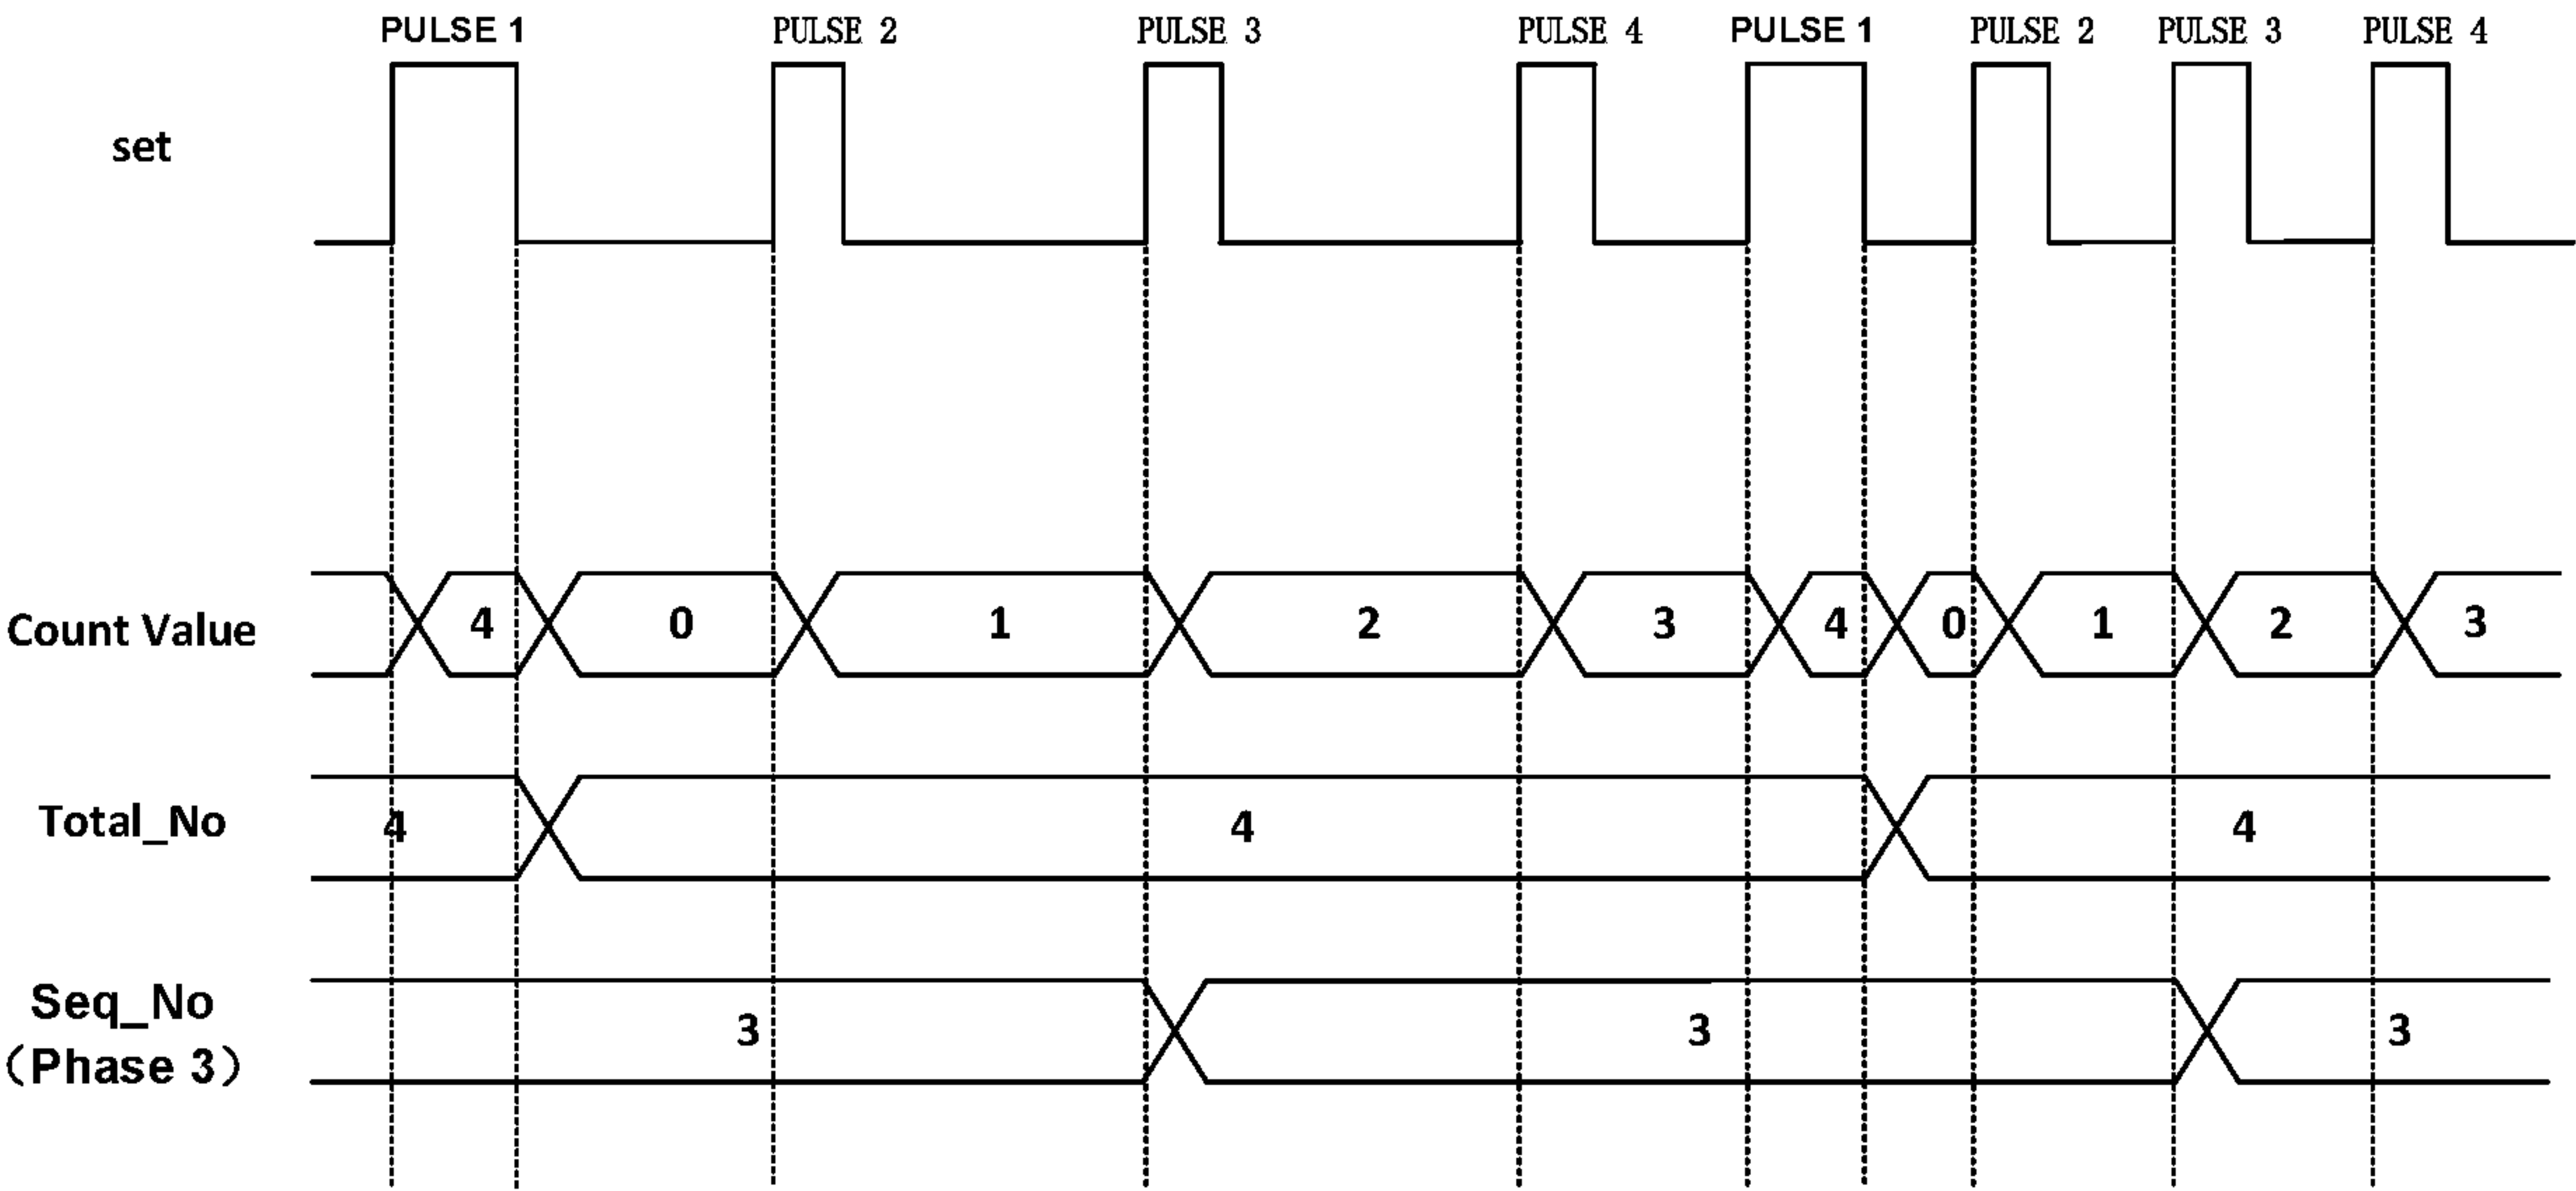 PULSE 1 PULSE 2 PULSE 3 PULSE 4 PULSE 1 PULSE 2 PULSE 3 PULSE 4
set
Count Value 4 0 1 2 3 4 0 1 2 3
Total_No 4 4 4
Seq_No
（Phase 3） 3 3 3